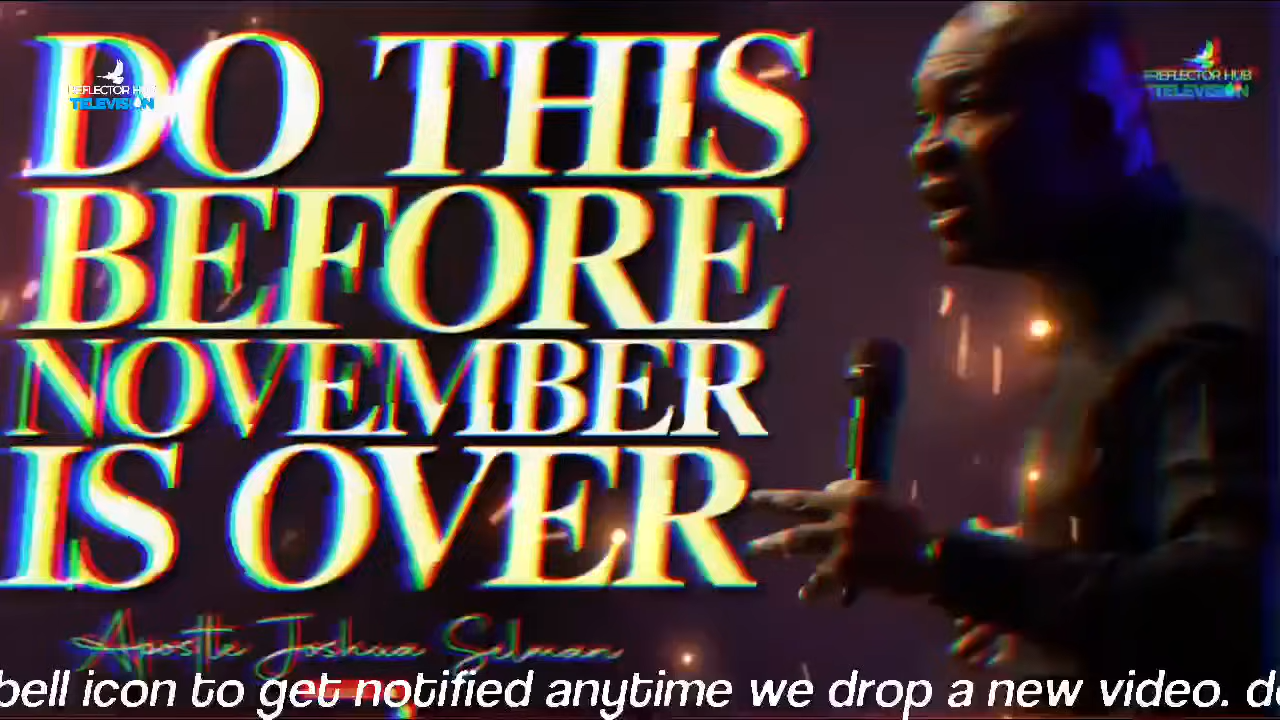 DO THIS
BEFORE
NOVEMBER
IS OVER
REFLECTOR HUB
TELEVISION
REFLECTOR HUB
TELEVISION
Apostle Joshua Selman
bell icon to get notified anytime we drop a new video.